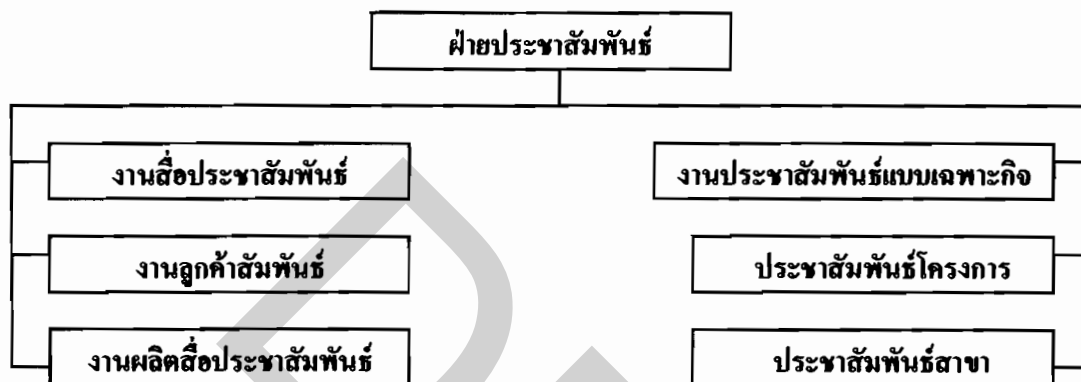 ฝ่ายประชาสัมพันธ์
งานสื่อประชาสัมพันธ์
งานประชาสัมพันธ์แบบเฉพาะกิจ
งานลูกค้าสัมพันธ์
ประชาสัมพันธ์โครงการ
งานผลิตสื่อประชาสัมพันธ์
ประชาสัมพันธ์สาขา